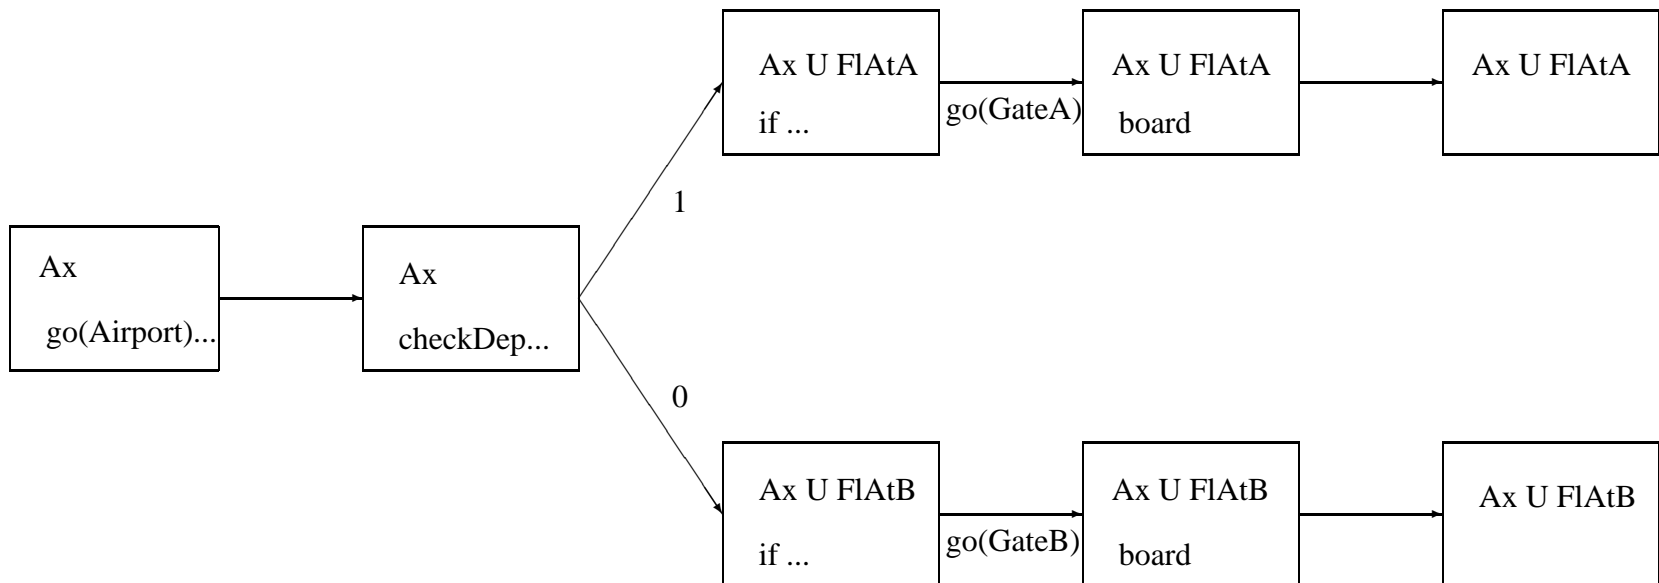 Ax
go(Airport)...
Ax
checkDep...
1
0
Ax U FlAtA
if ...
go(GateA)
Ax U FlAtA
board
Ax U FlAtA
Ax U FlAtB
if ...
go(GateB)
Ax U FlAtB
board
Ax U FlAtB